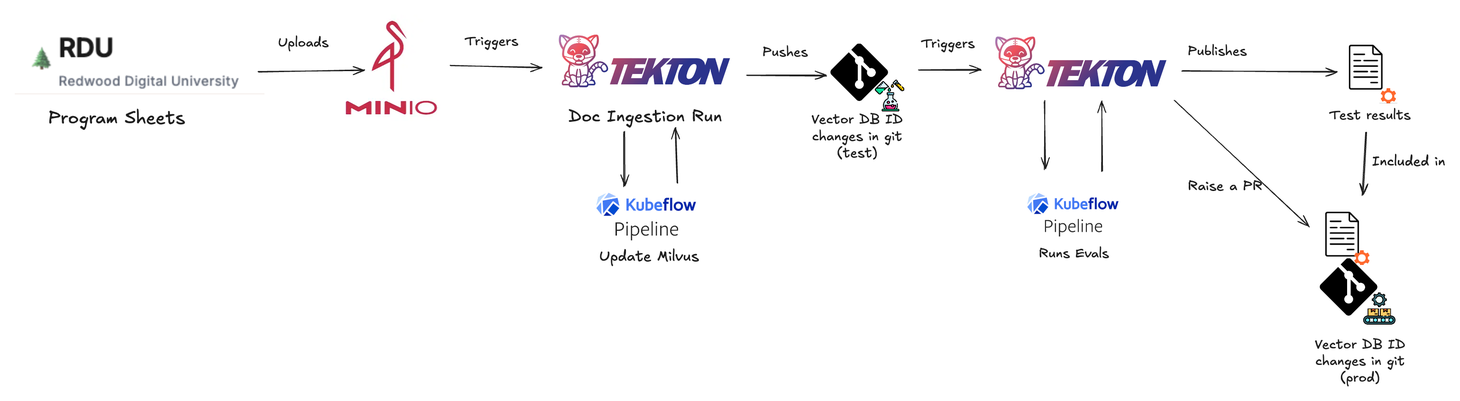 RDU
Redwood Digital University
Program Sheets
Uploads
MINIO
Triggers
TEKTON
Doc Ingestion Run
Kubeflow
Pipeline
Update Milvus
Pushes
Vector DB ID
changes in git
(test)
Triggers
TEKTON
Kubeflow
Pipeline
Runs Evals
Publishes
Test results
Included in
Raise a PR
Vector DB ID
changes in git
(prod)